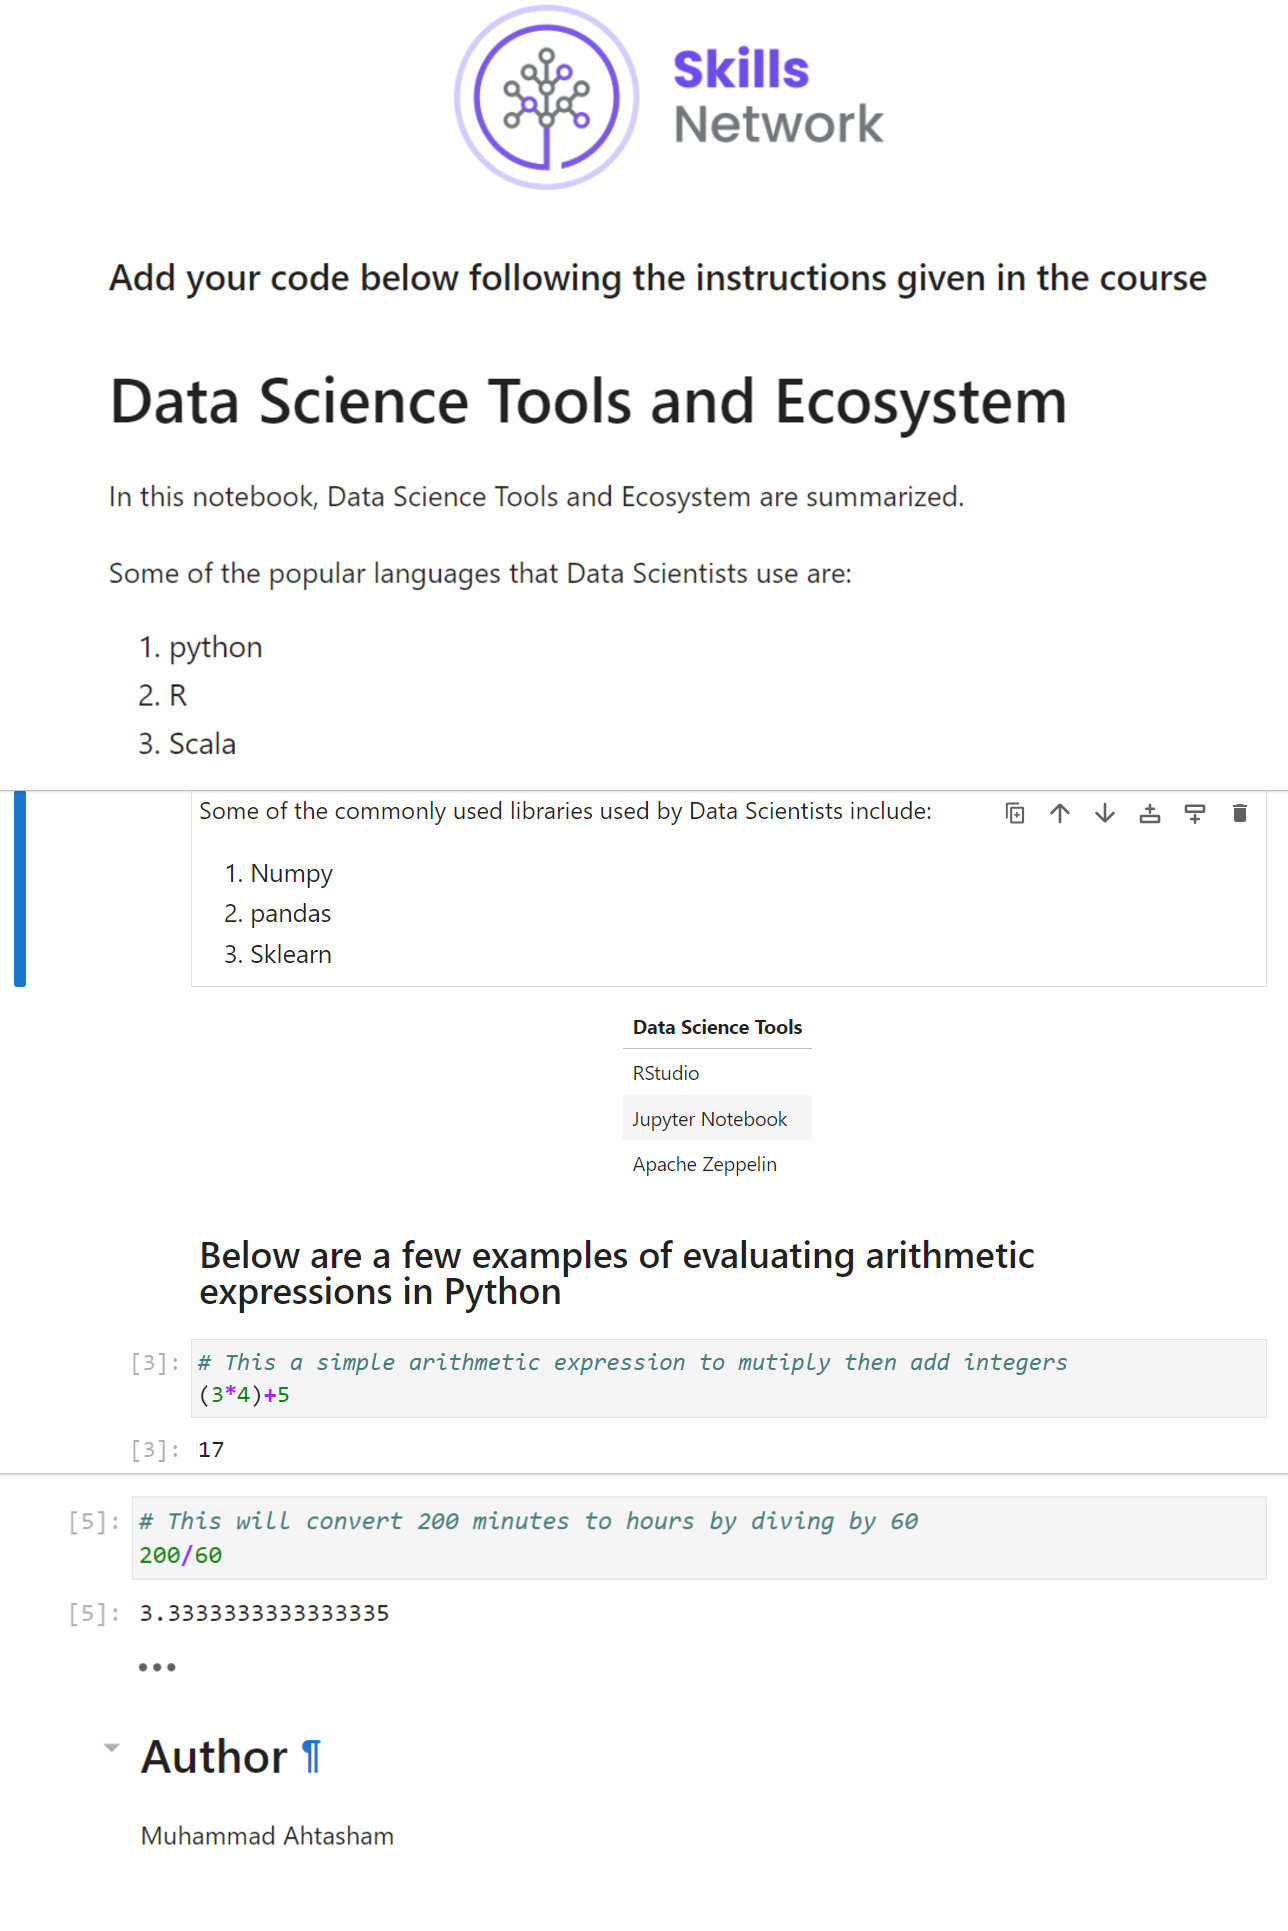 Skills
Network
Add your code below following the instructions given in the course
Data Science Tools and Ecosystem
In this notebook, Data Science Tools and Ecosystem are summarized.
Some of the popular languages that Data Scientists use are:
1. python
2. R
3. Scala
Some of the commonly used libraries used by Data Scientists include:
1. Numpy
2. pandas
3. Sklearn
Data Science Tools
RStudio
Jupyter Notebook
Apache Zeppelin
Below are a few examples of evaluating arithmetic
expressions in Python
[3]: # This a simple arithmetic expression to mutiply then add integers
(3*4)+5
[3]: 17
[5]: # This will convert 200 minutes to hours by diving by 60
200/60
[5]: 3.3333333333333335
•••
Author ¶
Muhammad Ahtasham